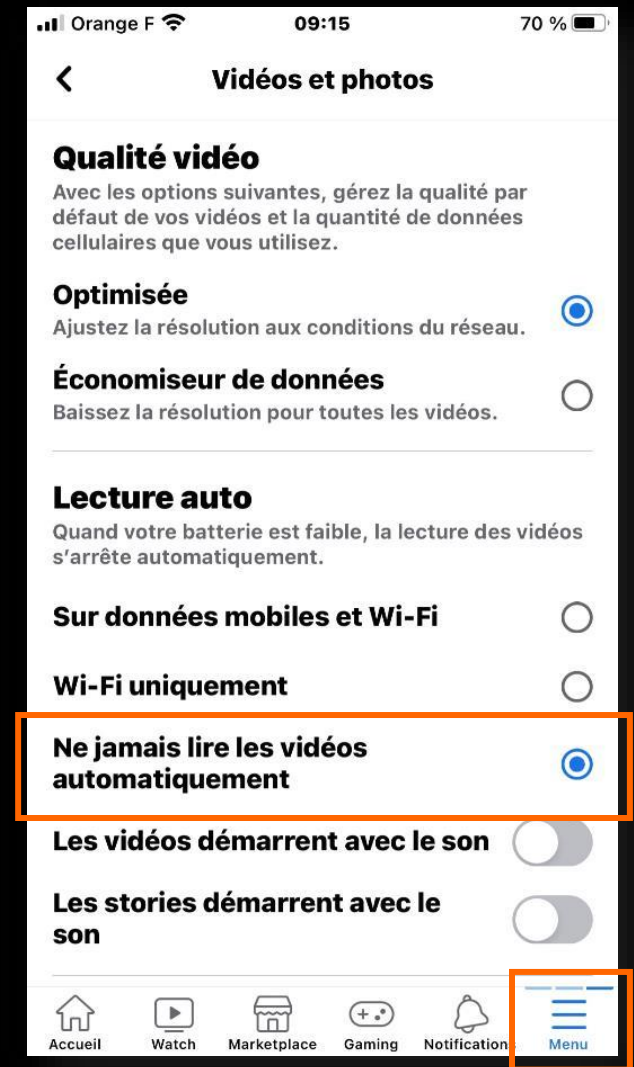 Orange F 09:15 70 %
Vidéos et photos
Qualité vidéo
Avec les options suivantes, gérez la qualité par
défaut de vos vidéos et la quantité de données
cellulaires que vous utilisez.
Optimisée
Ajustez la résolution aux conditions du réseau.
Économiseur de données
Baissez la résolution pour toutes les vidéos.
Lecture auto
Quand votre batterie est faible, la lecture des vidéos
s’arrête automatiquement.
Sur données mobiles et Wi-Fi
Wi-Fi uniquement
Ne jamais lire les vidéos
automatiquement
Les vidéos démarrent avec le son
Les stories démarrent avec le
son
Accueil Watch Marketplace Gaming Notifications Menu